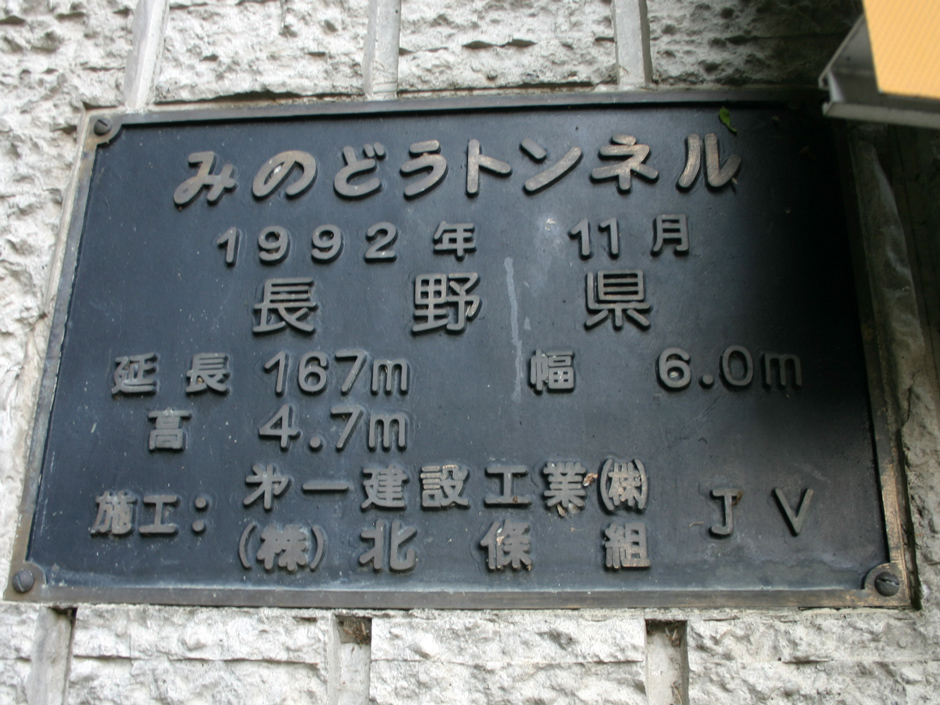 みのどうトンネル
1992年 11月
長野県
延長 167m 幅 6.0m
高 4.7m
施工: 㐧一建設工業㈱ JV
(株)北條組